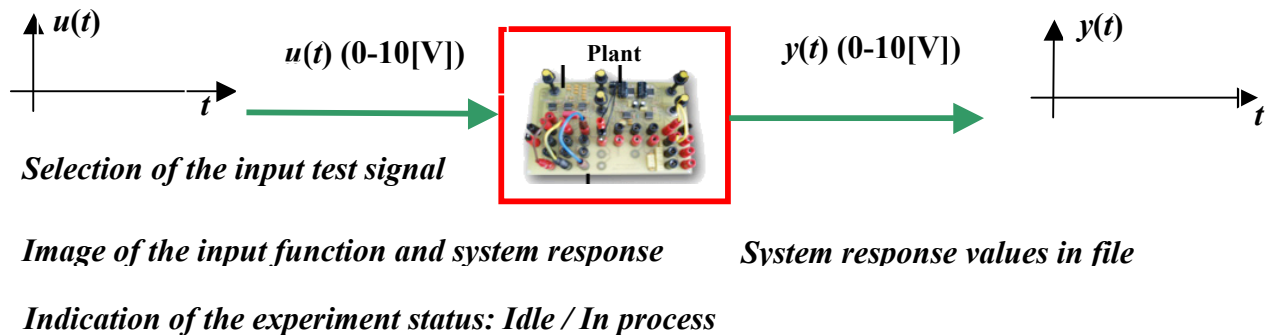 u(t)
u(t) (0-10[V])
Plant
y(t) (0-10[V])
y(t)
t
t
Selection of the input test signal
Image of the input function and system response
System response values in file
Indication of the experiment status: Idle / In process